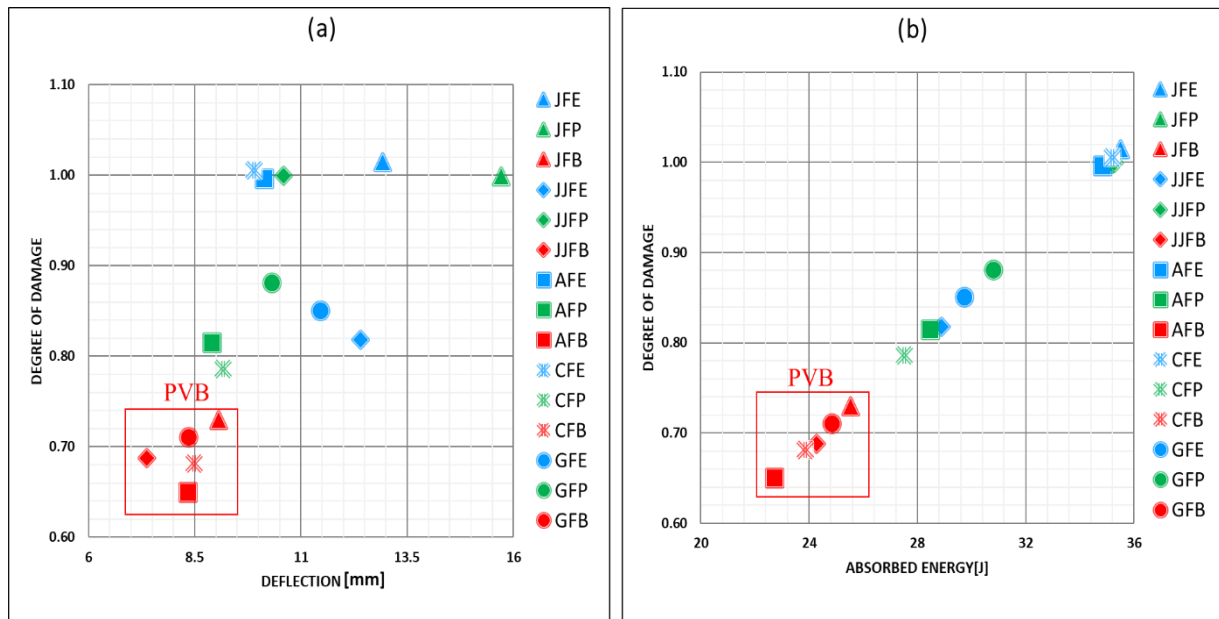 (a)
DEGREE OF DAMAGE
1.10
1.00
0.90
0.80
0.70
0.60
PVB
6
8.5
11
13.5
16
DEFLECTION [mm]
JFE
JFP
JFB
JJFE
JJFP
JJFB
AFE
AFP
AFB
CFE
CFP
CFB
GFE
GFP
GFB
(b)
DEGREE OF DAMAGE
1.10
1.00
0.90
0.80
0.70
0.60
PVB
20
24
28
32
36
ABSORBED ENERGY[J]
JFE
JFP
JFB
JJFE
JJFP
JJFB
AFE
AFP
AFB
CFE
CFP
CFB
GFE
GFP
GFB